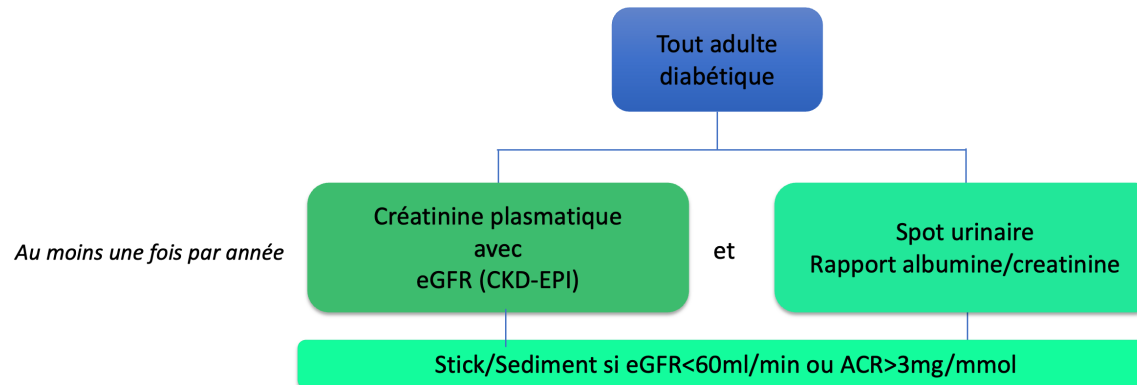 Tout adulte
diabétique
Au moins une fois par année
Créatinine plasmatique
avec
eGFR (CKD-EPI)
et
Spot urinaire
Rapport albumine/creatinine
Stick/Sediment si eGFR<60ml/min ou ACR>3mg/mmol